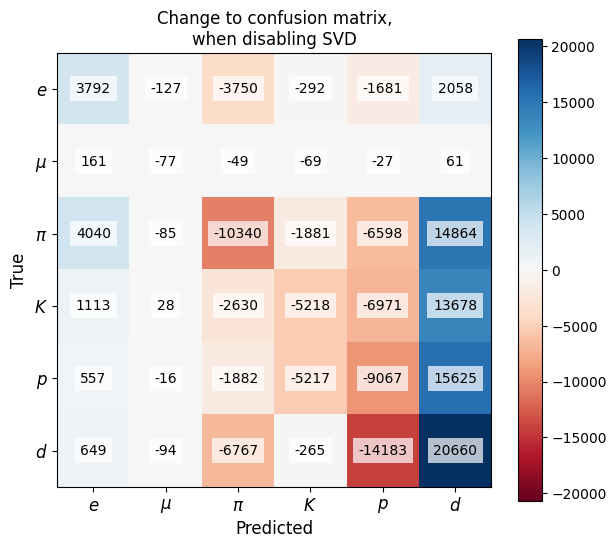 Change to confusion matrix,
when disabling SVD
e 3792 -127 -3750 -292 -1681 2058
μ 161 -77 -49 -69 -27 61
π 4040 -85 -10340 -1881 -6598 14864
K 1113 28 -2630 -5218 -6971 13678
p 557 -16 -1882 -5217 -9067 15625
d 649 -94 -6767 -265 -14183 20660
e μ π K p d
Predicted
True
20000
15000
10000
5000
0
−5000
−10000
−15000
−20000